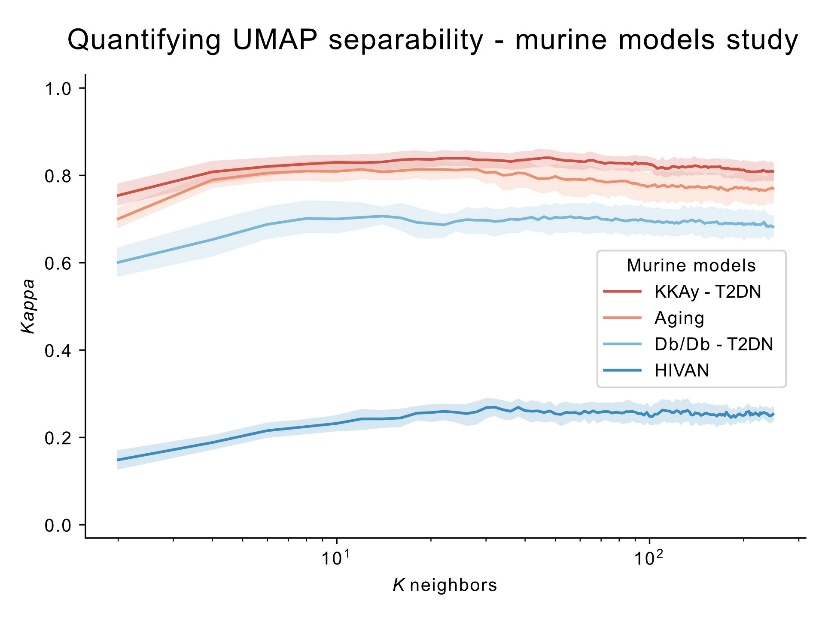 Quantifying UMAP separability - murine models study
1.0
0.8
0.6
0.4
0.2
0.0
Kappa
Murine models
KKAy - T2DN
Aging
Db/Db - T2DN
HIVAN
10¹
10²
K neighbors